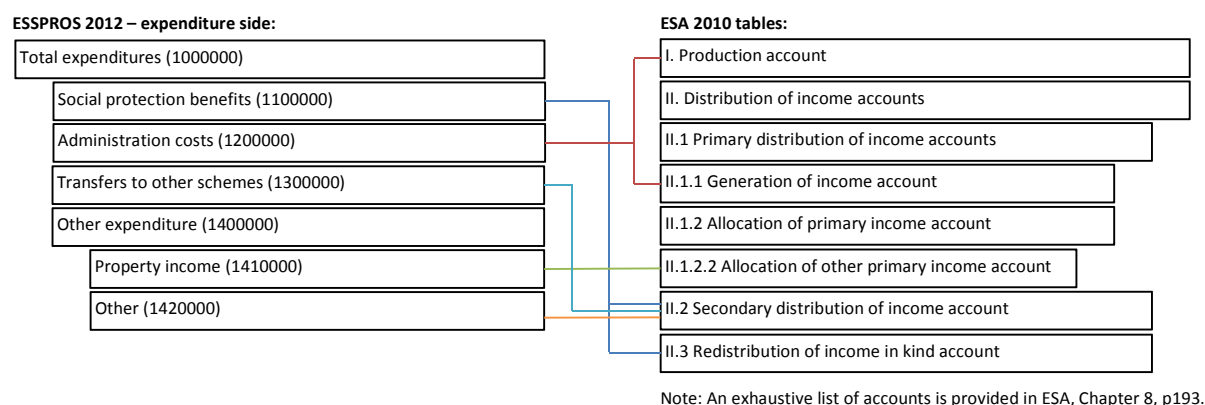 ESSPROS 2012 – expenditure side:
Total expenditures (1000000)
Social protection benefits (1100000)
Administration costs (1200000)
Transfers to other schemes (1300000)
Other expenditure (1400000)
Property income (1410000)
Other (1420000)
ESA 2010 tables:
I. Production account
II. Distribution of income accounts
II.1 Primary distribution of income accounts
II.1.1 Generation of income account
II.1.2 Allocation of primary income account
II.1.2.2 Allocation of other primary income account
II.2 Secondary distribution of income account
II.3 Redistribution of income in kind account
Note: An exhaustive list of accounts is provided in ESA, Chapter 8, p193.